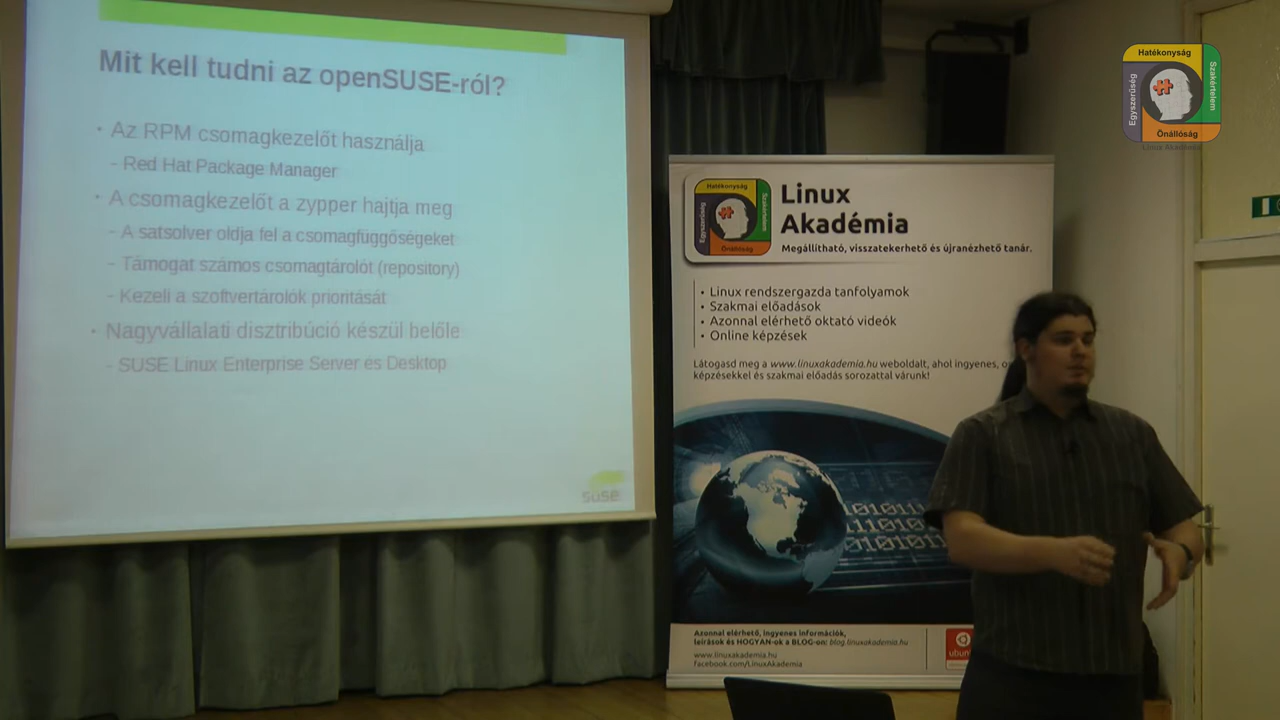 Mit kell tudni az openSUSE-ról?
• Az RPM csomagkezelőt használja
- Red Hat Package Manager
• A csomagkezelőt a zypper hajtja meg
- A satsolver oldja fel a csomagfüggőségeket
- Támogat számos csomagtárolót (repository)
- Kezeli a szoftvertárolók prioritását
• Nagyvállalati disztribúció készül belőle
- SUSE Linux Enterprise Server és Desktop
suse
Hatékonyság
Egyszerűség
Szakértelem
Önállóság
Linux Akadémia
Hatékonyság
Egyszerűség
Szakértelem
Önállóság
Linux
Akadémia
Megállítható, visszatekerhető és újranézhető tanár.
• Linux rendszergazda tanfolyamok
• Szakmai előadások
• Azonnal elérhető oktató videók
• Online képzések
Látogasd meg a www.linuxakademia.hu weboldalt, ahol ingyenes,
képzésekkel és szakmai előadás sorozattal várunk!
Azonnal elérhető, ingyenes információk,
leírások és HOGYAN-ok a BLOG-on: blog.linuxakademia.hu
www.linuxakademia.hu
facebook.com/LinuxAkademia